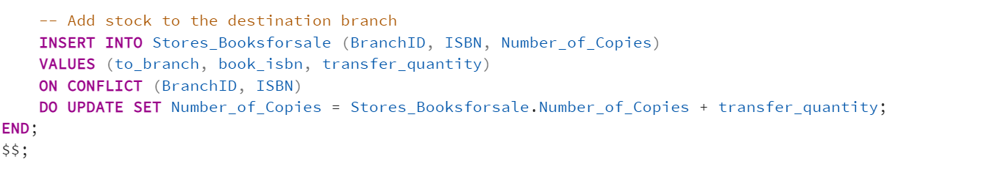 -- Add stock to the destination branch
INSERT INTO Stores_Booksforsale (BranchID, ISBN, Number_of_Copies)
VALUES (to_branch, book_isbn, transfer_quantity)
ON CONFLICT (BranchID, ISBN)
DO UPDATE SET Number_of_Copies = Stores_Booksforsale.Number_of_Copies + transfer_quantity;
END;
$$;